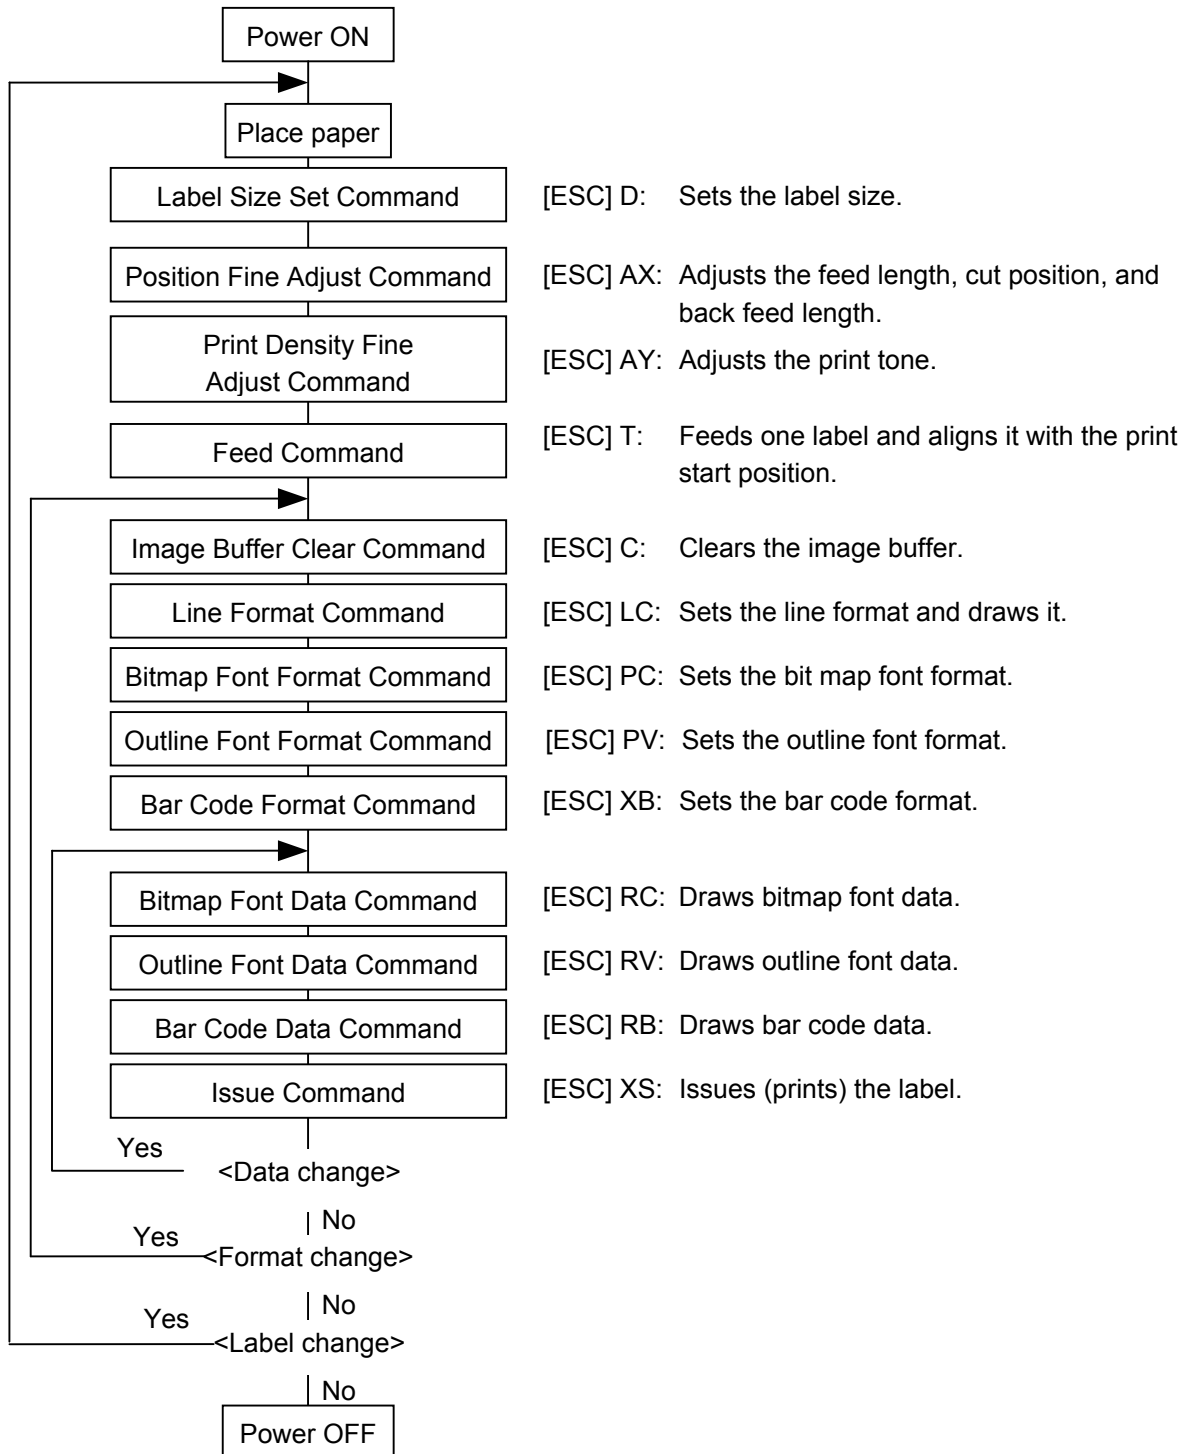 Power ON
Place paper
Label Size Set Command [ESC] D: Sets the label size.
Position Fine Adjust Command [ESC] AX: Adjusts the feed length, cut position, and
back feed length.
Print Density Fine
Adjust Command [ESC] AY: Adjusts the print tone.
Feed Command [ESC] T: Feeds one label and aligns it with the print
start position.
Image Buffer Clear Command [ESC] C: Clears the image buffer.
Line Format Command [ESC] LC: Sets the line format and draws it.
Bitmap Font Format Command [ESC] PC: Sets the bit map font format.
Outline Font Format Command [ESC] PV: Sets the outline font format.
Bar Code Format Command [ESC] XB: Sets the bar code format.
Bitmap Font Data Command [ESC] RC: Draws bitmap font data.
Outline Font Data Command [ESC] RV: Draws outline font data.
Bar Code Data Command [ESC] RB: Draws bar code data.
Issue Command [ESC] XS: Issues (prints) the label.
Yes
<Data change>
No
Yes
<Format change>
No
Yes
<Label change>
No
Power OFF